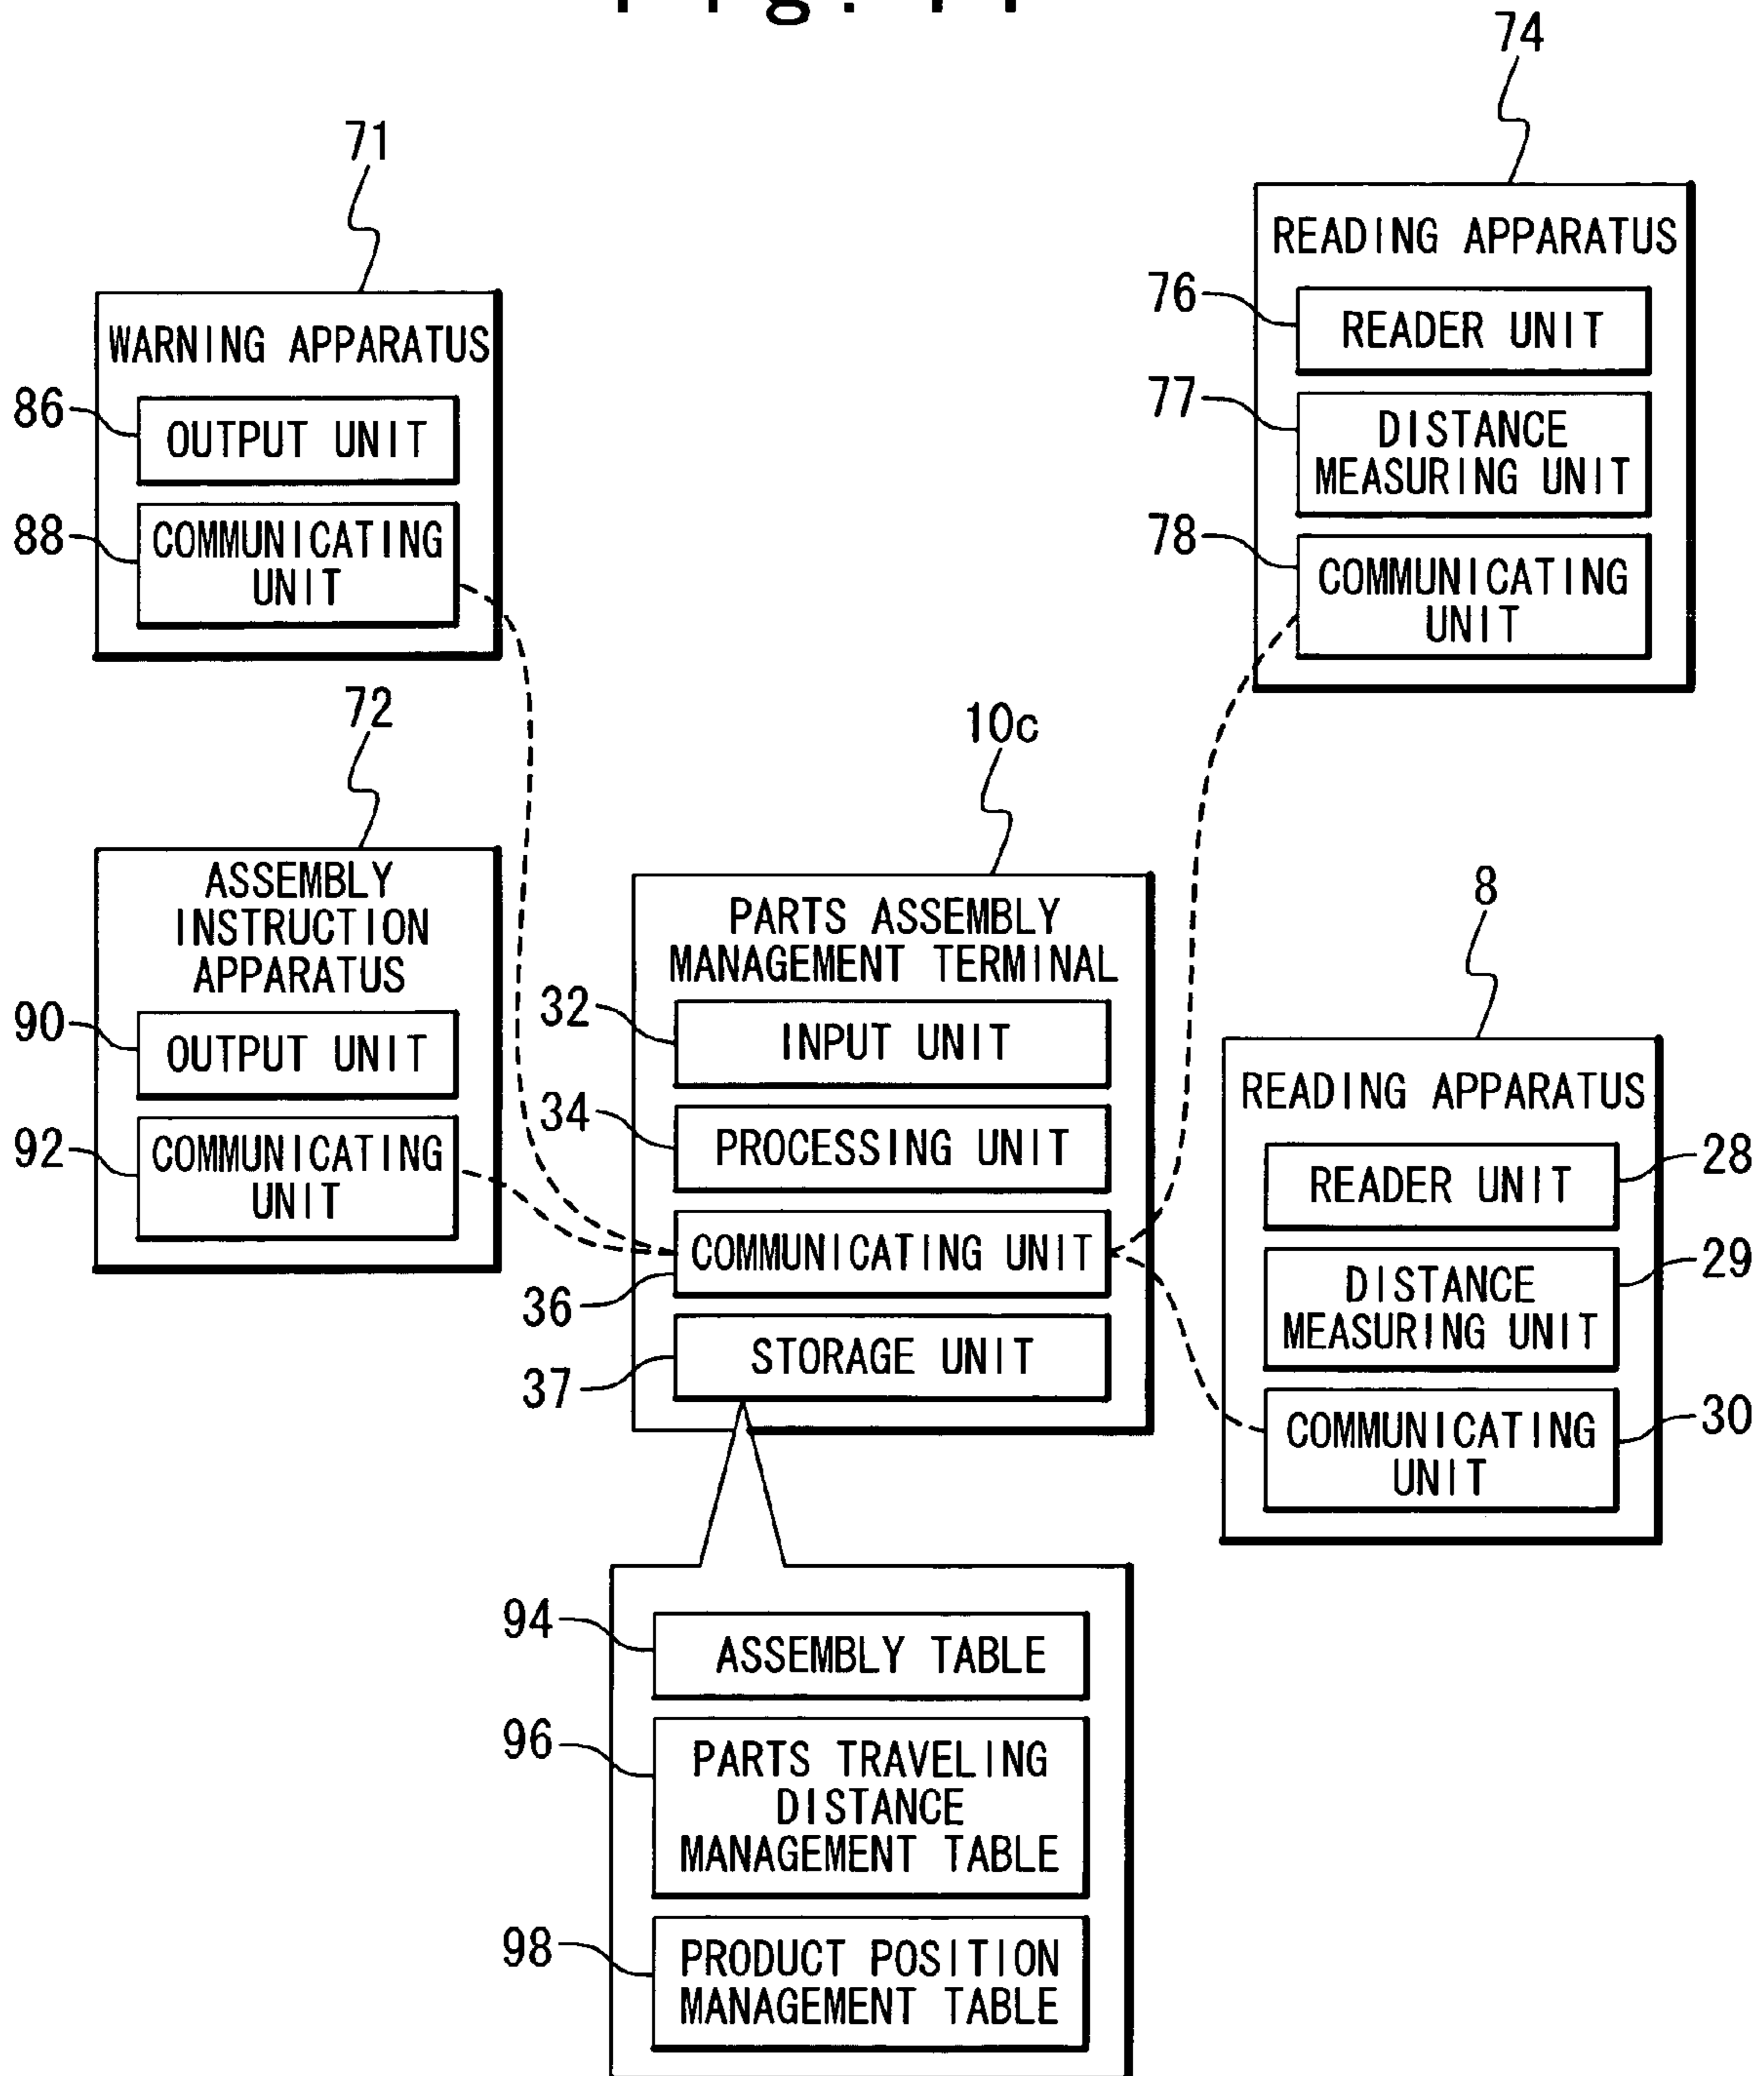 74
READING APPARATUS
76
READER UNIT
77
DISTANCE
MEASURING UNIT
78
COMMUNICATING
UNIT
71
WARNING APPARATUS
86
OUTPUT UNIT
88
COMMUNICATING
UNIT
72
ASSEMBLY
INSTRUCTION
APPARATUS
90
OUTPUT UNIT
92
COMMUNICATING
UNIT
10c
PARTS ASSEMBLY
MANAGEMENT TERMINAL
32
INPUT UNIT
34
PROCESSING UNIT
COMMUNICATING UNIT
36
STORAGE UNIT
37
8
READING APPARATUS
READER UNIT
28
DISTANCE
MEASURING UNIT
29
COMMUNICATING
UNIT
30
94
ASSEMBLY TABLE
96
PARTS TRAVELING
DISTANCE
MANAGEMENT TABLE
98
PRODUCT POSITION
MANAGEMENT TABLE